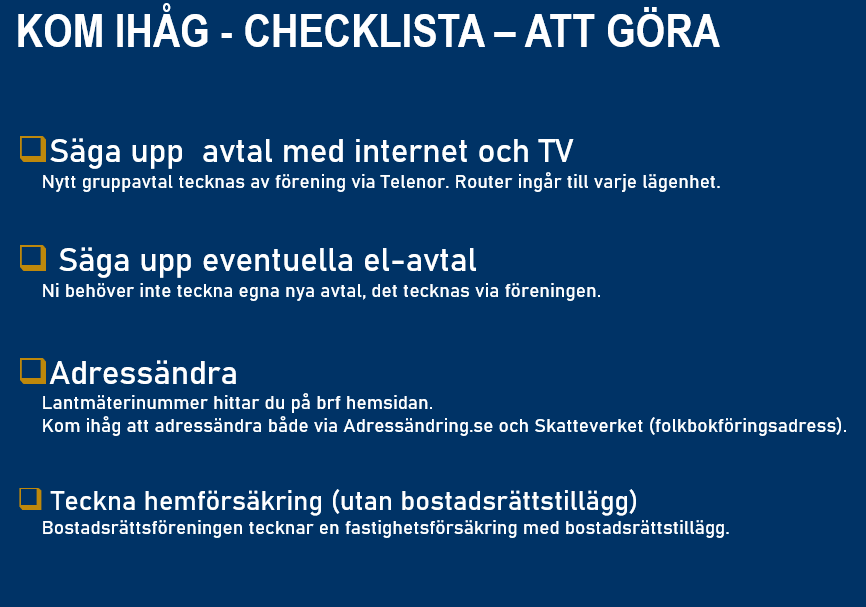 KOM IHÅG - CHECKLISTA – ATT GÖRA
Säga upp  avtal med internet och TV
Nytt gruppavtal tecknas av förening via Telenor. Router ingår till varje lägenhet.
Säga upp eventuella el-avtal
Ni behöver inte teckna egna nya avtal, det tecknas via föreningen.
Adressändra
Lantmäterinummer hittar du på brf hemsidan.
Kom ihåg att adressändra både via Adressändring.se och Skatteverket (folkbokföringsadress).
Teckna hemförsäkring (utan bostadsrättstillägg)
Bostadsrättsföreningen tecknar en fastighetsförsäkring med bostadsrättstillägg.